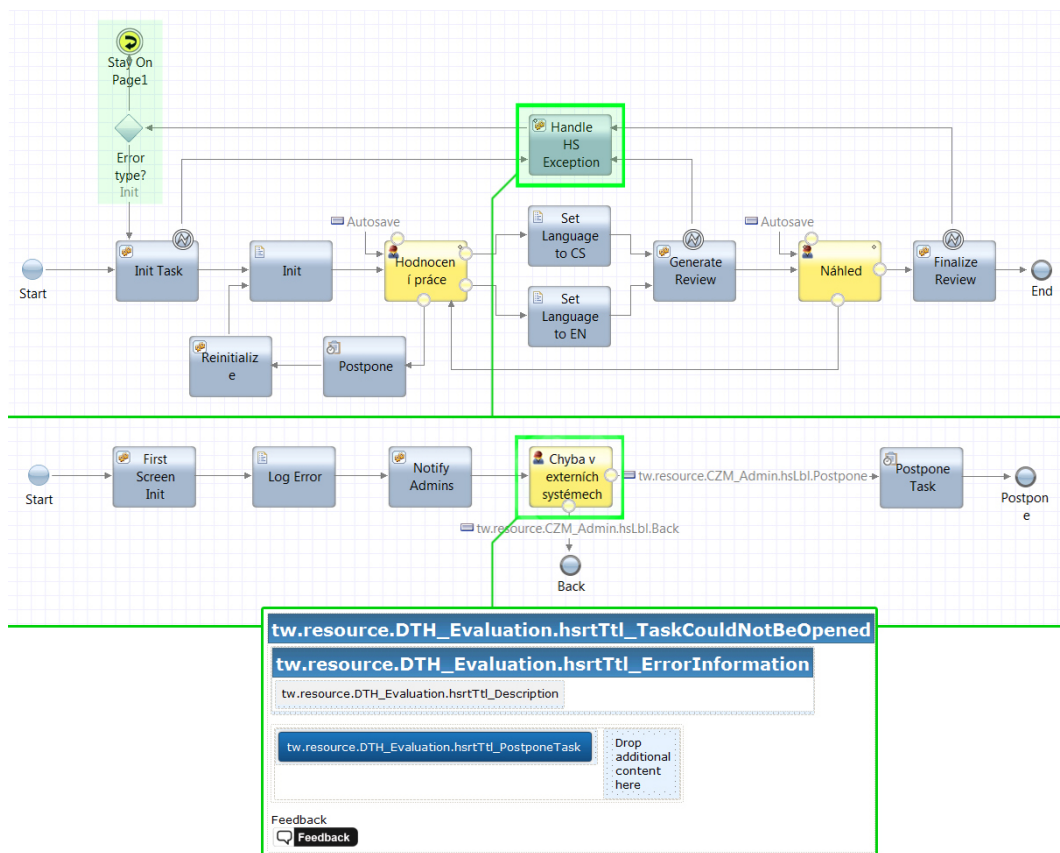 Stay On
Page1
Error
type?
Init
Handle
HS
Exception
Autosave
Autosave
Start
Init Task
Init
Hodnocen
í práce
Set
Language
to CS
Set
Language
to EN
Generate
Review
Náhled
Finalize
Review
End
Reinitializ
e
Postpone
Start
First
Screen
Init
Log Error
Notify
Admins
Chyba v
externích
systémech
tw.resource.CZM_Admin.hsLbl.Postpone
Postpone
Task
Postpon
e
tw.resource.CZM_Admin.hsLbl.Back
Back
tw.resource.DTH_Evaluation.hsrtTtl_TaskCouldNotBeOpened
tw.resource.DTH_Evaluation.hsrtTtl_ErrorInformation
tw.resource.DTH_Evaluation.hsrtTtl_Description
tw.resource.DTH_Evaluation.hsrtTtl_PostponeTask
Drop
additional
content
here
Feedback
Feedback